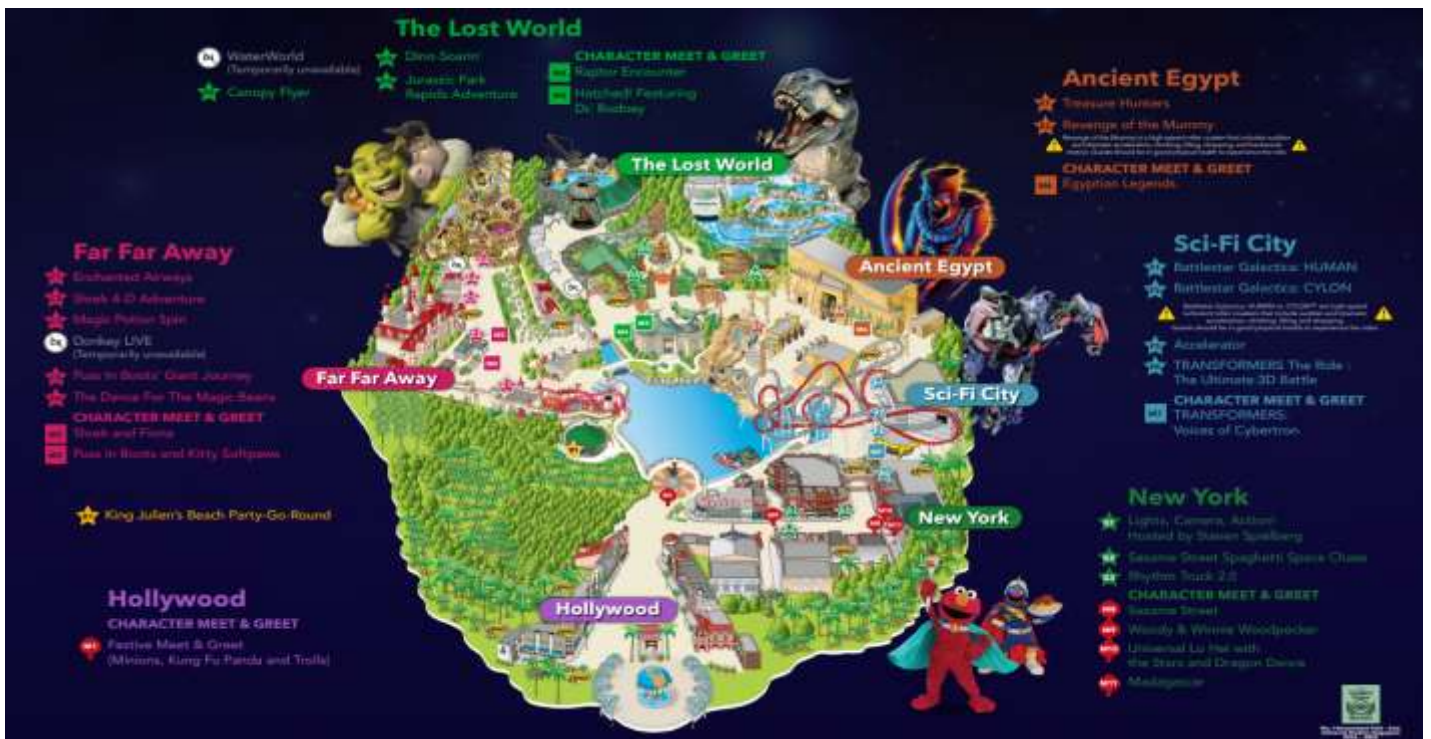 The Lost World
WaterWorld
(Temporarily unavailable)
Canopy Flyer
Dino-Soarin'
Jurassic Park
Rapids Adventure
CHARACTER MEET & GREET
Raptor Encounter
Hatched! Featuring
Dr. Rodney
Ancient Egypt
Treasure Hunters
Revenge of the Mummy
CHARACTER MEET & GREET
Egyptian Legends
The Lost World
Far Far Away
Enchanted Airways
Shrek 4-D Adventure
Magic Potion Spin
Donkey LIVE
(Temporarily unavailable)
Puss In Boots' Giant Journey
The Dance For The Magic Beans
CHARACTER MEET & GREET
Shrek and Fiona
Puss in Boots and Kitty Softpaws
Ancient Egypt
Sci-Fi City
Battlestar Galactica: HUMAN
Battlestar Galactica: CYLON
Accelerator
TRANSFORMERS The Ride :
The Ultimate 3D Battle
CHARACTER MEET & GREET
TRANSFORMERS:
Voices of Cybertron
Far Far Away
Sci-Fi City
King Julien's Beach Party-Go-Round
New York
New York
Lights, Camera, Action!
Hosted by Steven Spielberg
Sesame Street Spaghetti Space Chase
Rhythm Truck 2.0
CHARACTER MEET & GREET
Sesame Street
Woody & Winnie Woodpecker
Universal Lo Hei with
the Stars and Dragon Dance
Madagascar
Hollywood
CHARACTER MEET & GREET
Festive Meet & Greet
(Minions, Kung Fu Panda and Trolls)
Hollywood